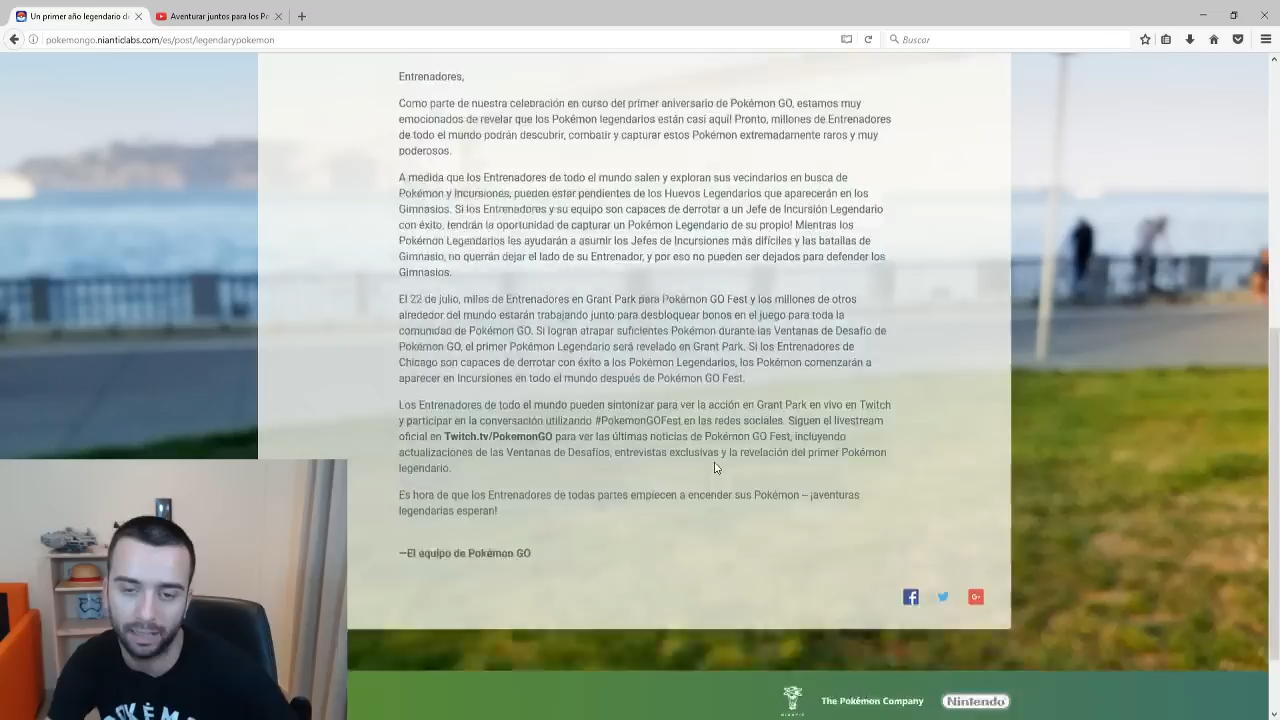 Un primer año legendario d
Aventurar juntos para los P
pokemongo.nianticlabs.com/es/post/legendarypokemon
Buscar
Entrenadores,
Como parte de nuestra celebración en curso del primer aniversario de Pokémon GO, estamos muy
emocionados de revelar que los Pokémon legendarios están casi aquí! Pronto, millones de Entrenadores
de todo el mundo podrán descubrir, combatir y capturar estos Pokémon extremadamente raros y muy
poderosos.
A medida que los Entrenadores de todo el mundo salen y exploran sus vecindarios en busca de
Pokémon y Incursiones, pueden estar pendientes de los Huevos Legendarios que aparecerán en los
Gimnasios. Si los Entrenadores y su equipo son capaces de derrotar a un Jefe de Incursión Legendario
con éxito, tendrán la oportunidad de capturar un Pokémon Legendario de su propio! Mientras los
Pokémon Legendarios les ayudarán a asumir los Jefes de Incursiones más difíciles y las batallas de
Gimnasio, no querrán dejar el lado de su Entrenador, y por eso no pueden ser dejados para defender los
Gimnasios.
El 22 de julio, miles de Entrenadores en Grant Park para Pokémon GO Fest y los millones de otros
alrededor del mundo estarán trabajando junto para desbloquear bonos en el juego para toda la
comunidad de Pokémon GO. Si logran atrapar suficientes Pokémon durante las Ventanas de Desafío de
Pokémon GO, el primer Pokémon Legendario será revelado en Grant Park. Si los Entrenadores de
Chicago son capaces de derrotar con éxito a los Pokémon Legendarios, los Pokémon comenzarán a
aparecer en Incursiones en todo el mundo después de Pokémon GO Fest.
Los Entrenadores de todo el mundo pueden sintonizar para ver la acción en Grant Park en vivo en Twitch
y participar en la conversación utilizando #PokemonGOFest en las redes sociales. Siguen el livestream
oficial en Twitch.tv/PokemonGO para ver las últimas noticias de Pokémon GO Fest, incluyendo
actualizaciones de las Ventanas de Desafíos, entrevistas exclusivas y la revelación del primer Pokémon
legendario.
Es hora de que los Entrenadores de todas partes empiecen a encender sus Pokémon – ¡aventuras
legendarias esperan!
—El equipo de Pokémon GO
G+
NIANTIC
The Pokémon Company
Nintendo
POKÉM